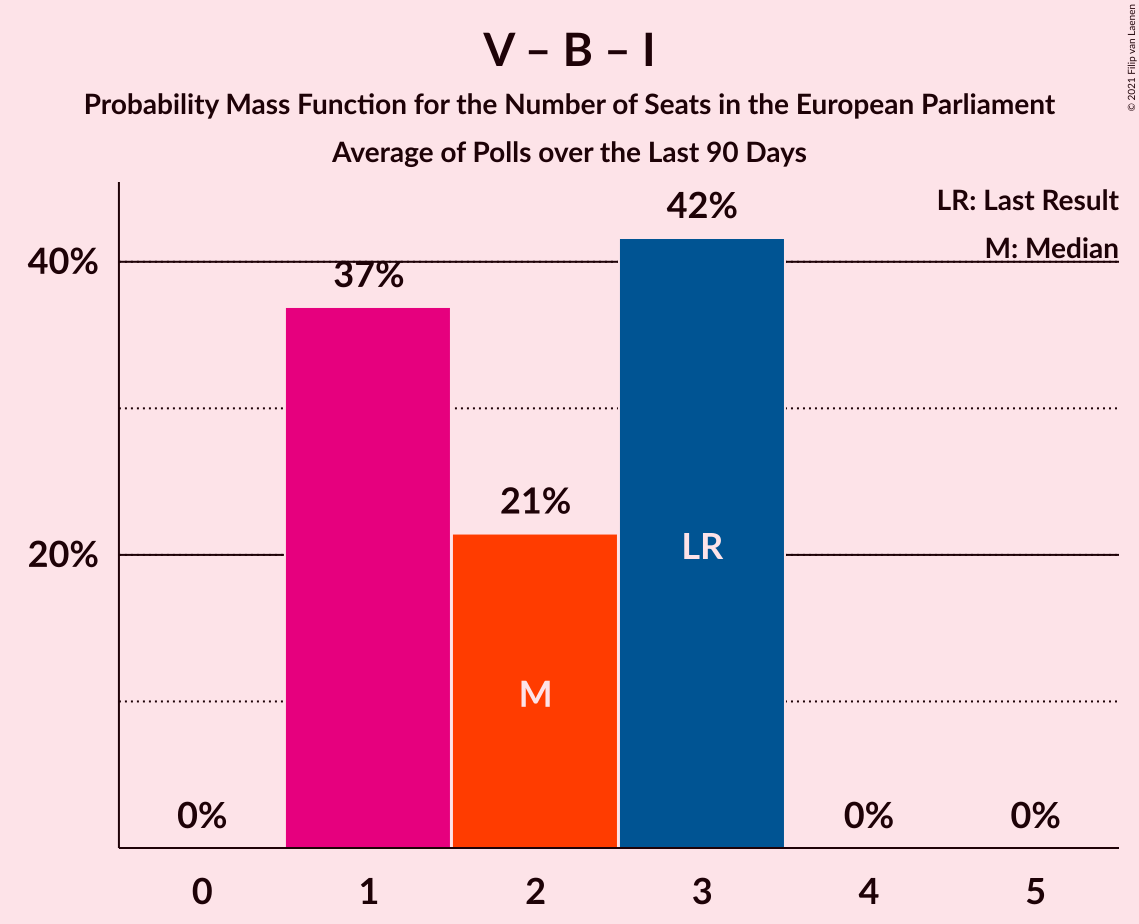 V – B – I
Probability Mass Function for the Number of Seats in the European Parliament
Average of Polls over the Last 90 Days
© 2021 Filip van Laenen
LR: Last Result
M: Median
40%
20%
0%
37%
21%
42%
0%
0%
M
LR
0 1 2 3 4 5